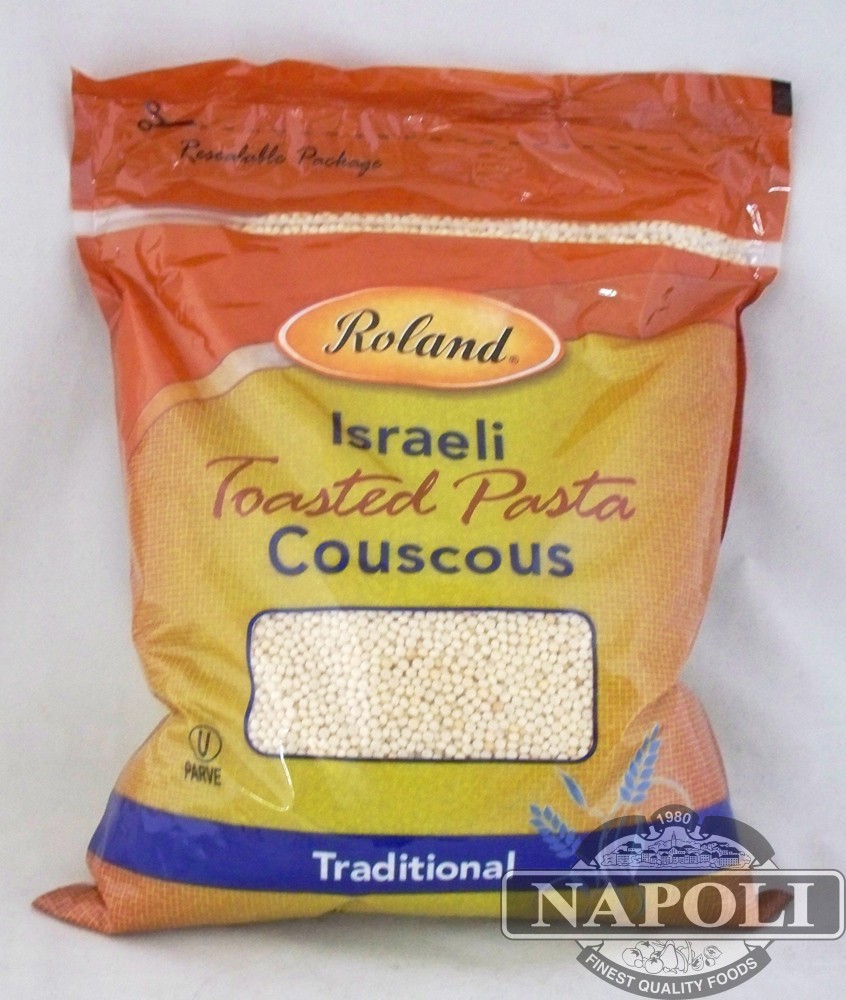 Resealable Package
Roland®
Israeli
Toasted Pasta
Couscous
U
PARVE
Traditional
1980
NAPOLI
FINEST QUALITY FOODS